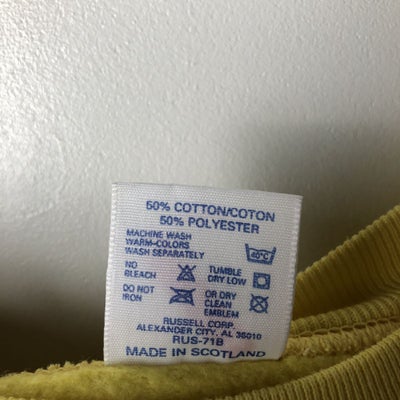 50% COTTON/COTON
50% POLYESTER
MACHINE WASH
WARM-COLORS
WASH SEPARATELY
40°C
NO
BLEACH
TUMBLE
DRY LOW
DO NOT
IRON
OR DRY
CLEAN
EMBLEM
RUSSELL CORP.
ALEXANDER CITY, AL 35010
RUS-71B
MADE IN SCOTLAND